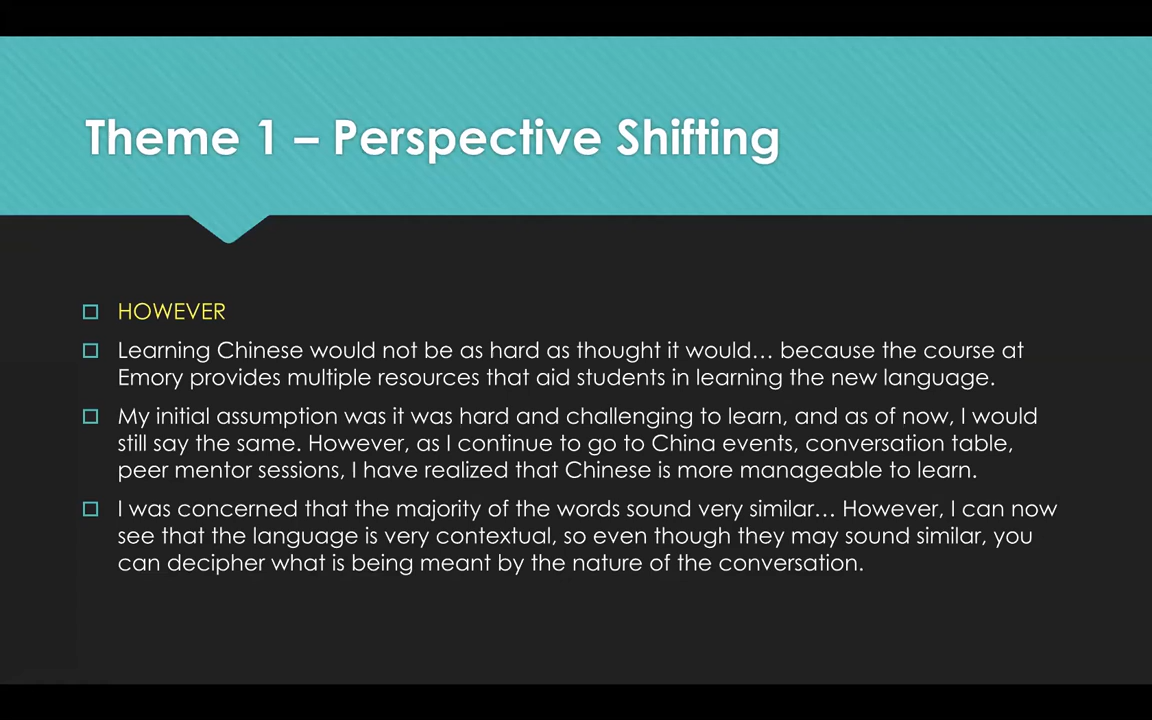 Theme 1 – Perspective Shifting
HOWEVER
Learning Chinese would not be as hard as thought it would… because the course at
Emory provides multiple resources that aid students in learning the new language.
My initial assumption was it was hard and challenging to learn, and as of now, I would
still say the same. However, as I continue to go to China events, conversation table,
peer mentor sessions, I have realized that Chinese is more manageable to learn.
I was concerned that the majority of the words sound very similar… However, I can now
see that the language is very contextual, so even though they may sound similar, you
can decipher what is being meant by the nature of the conversation.